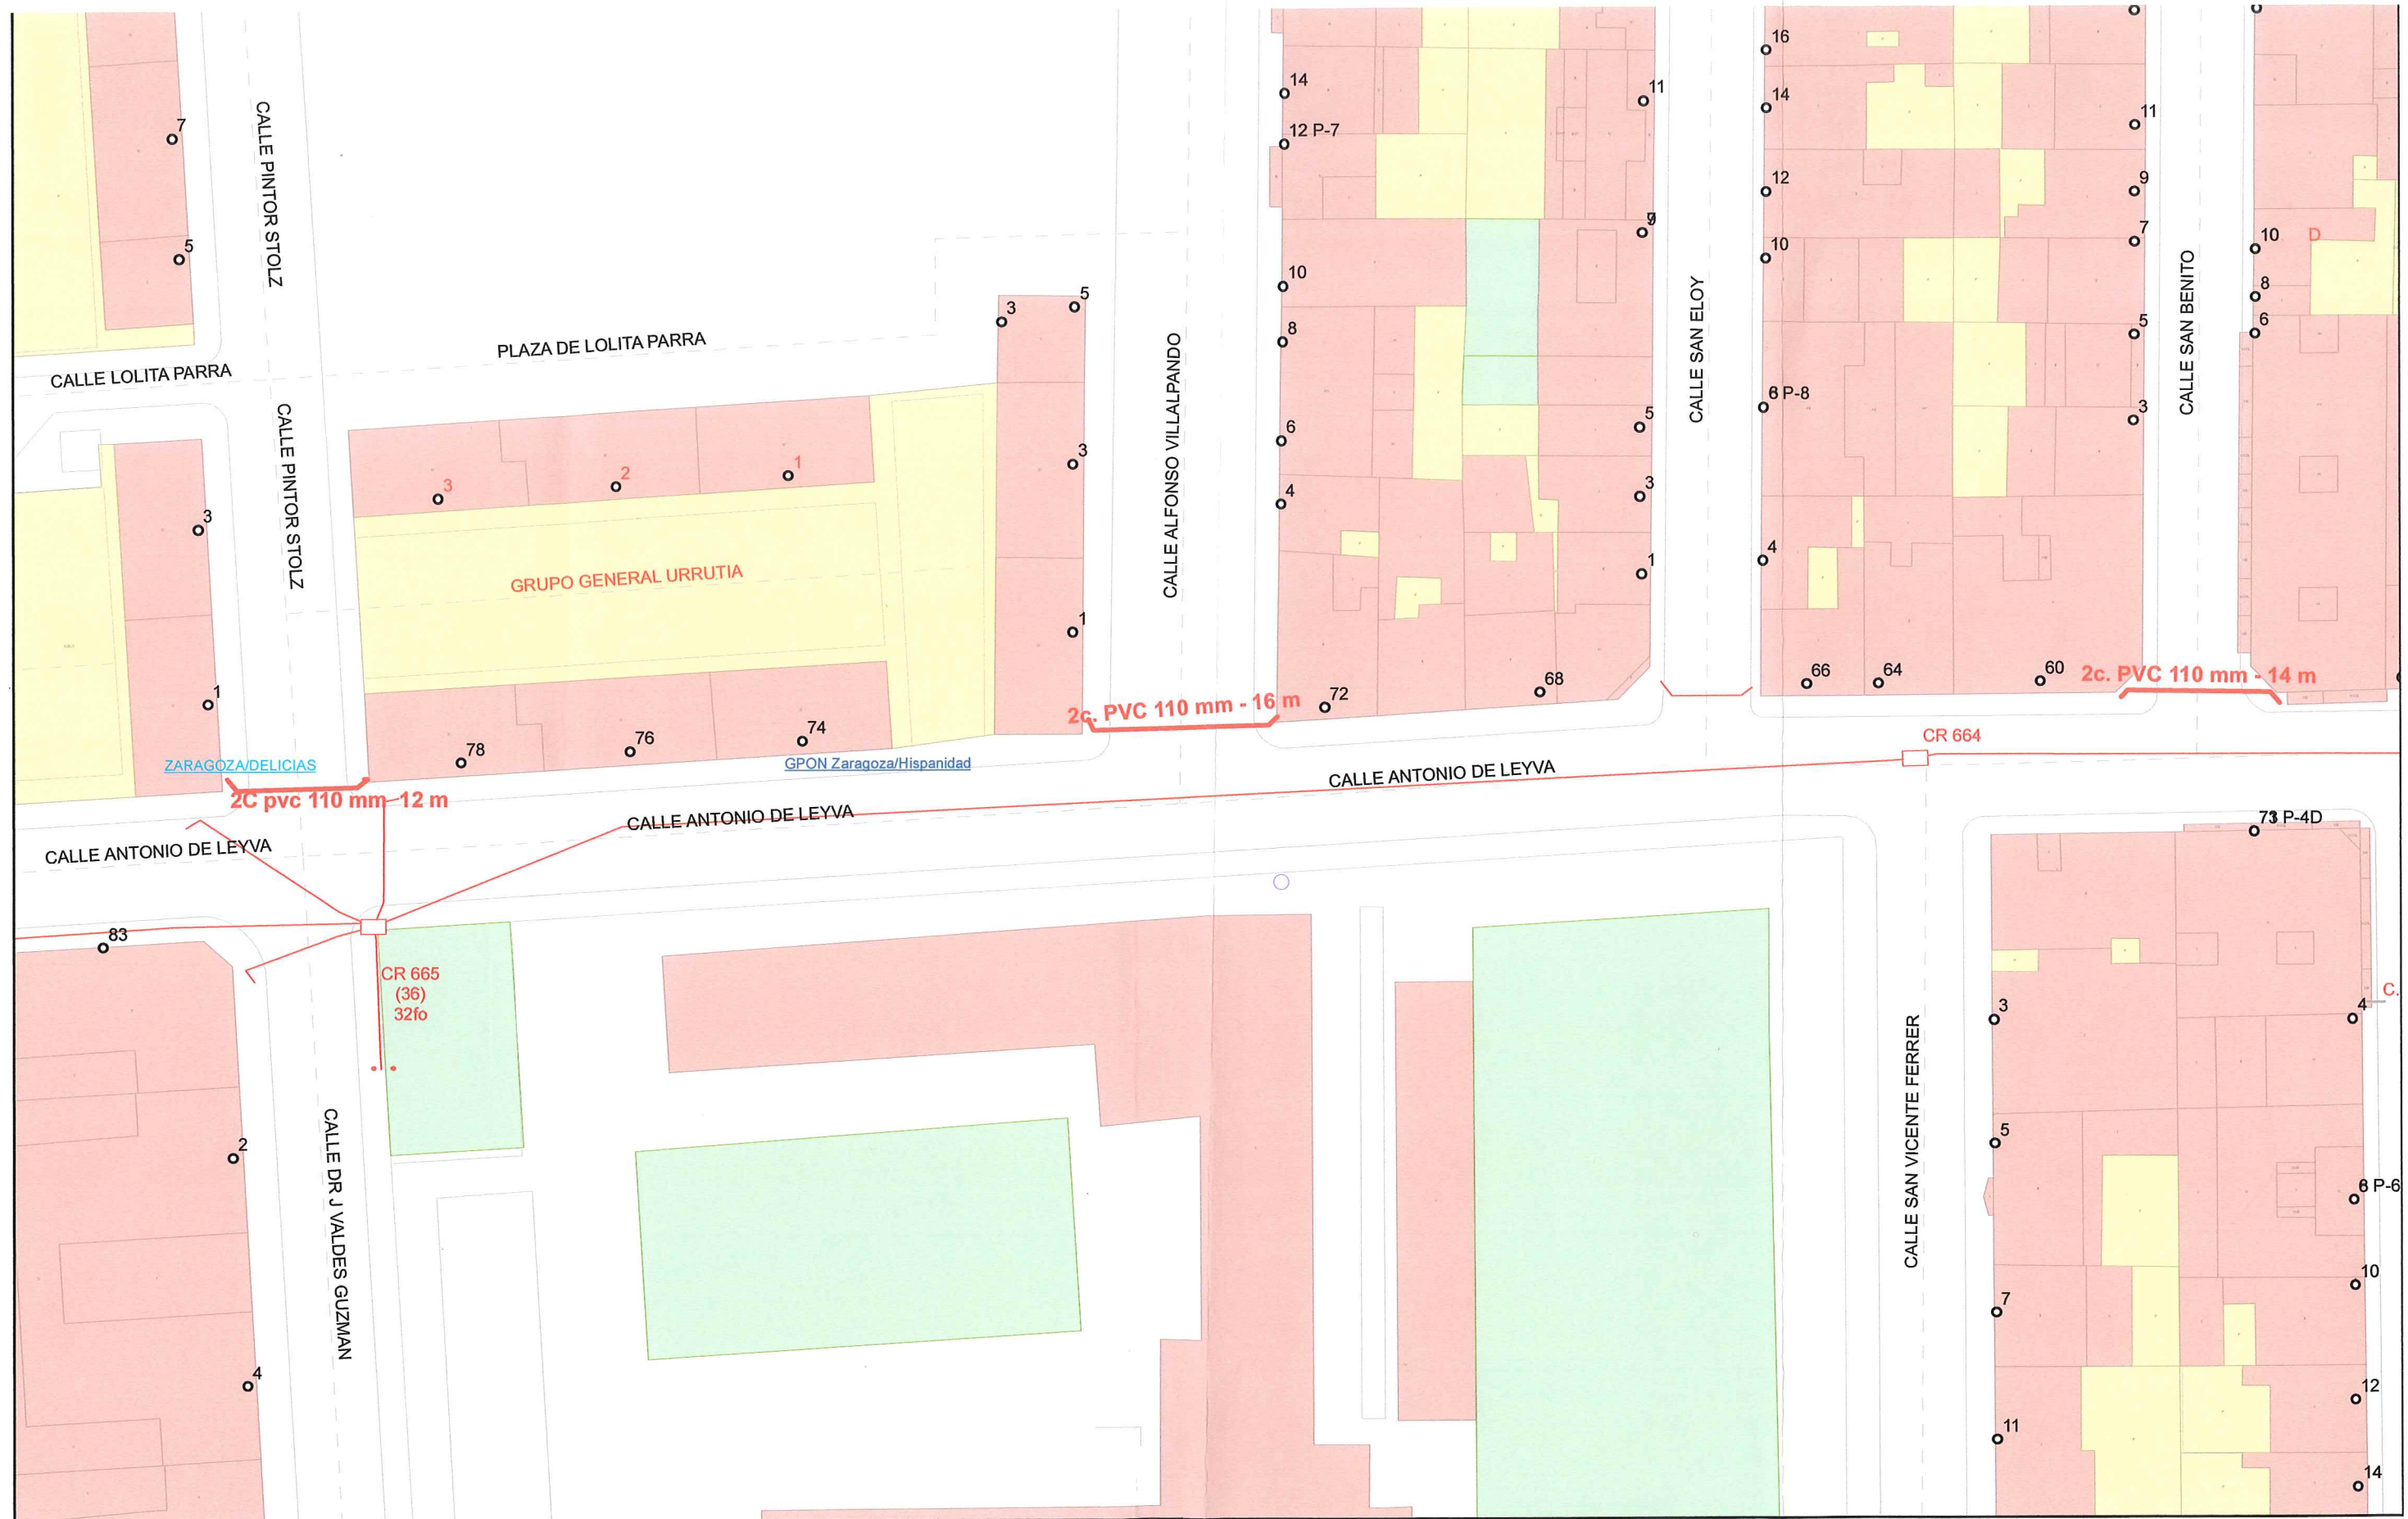 16
14
11
14
11
12 P-7
7
12
9
CALLE PINTOR STOLZ
9
7
10
10
D
5
10
8
3
5
5
6
8
CALLE SAN ELOY
CALLE SAN BENITO
PLAZA DE LOLITA PARRA
CALLE LOLITA PARRA
CALLE ALFONSO VILLALPANDO
P-8
3
5
6
CALLE PINTOR STOLZ
3
2
1
3
4
3
3
4
1
GRUPO GENERAL URRUTIA
1
66
64
60
2c. PVC 110 mm - 14 m
1
72
68
2c. PVC 110 mm - 16 m
78
76
74
CR 664
ZARAGOZA/DELICIAS
GPON Zaragoza/Hispanidad
CALLE ANTONIO DE LEYVA
2C pvc 110 mm-12 m
CALLE ANTONIO DE LEYVA
P-4D
CALLE ANTONIO DE LEYVA
83
CR 665
(36)
32fo
C.
3
4
2
5
CALLE DR J VALDES GUZMAN
CALLE SAN VICENTE FERRER
P-6
10
7
4
12
11
14